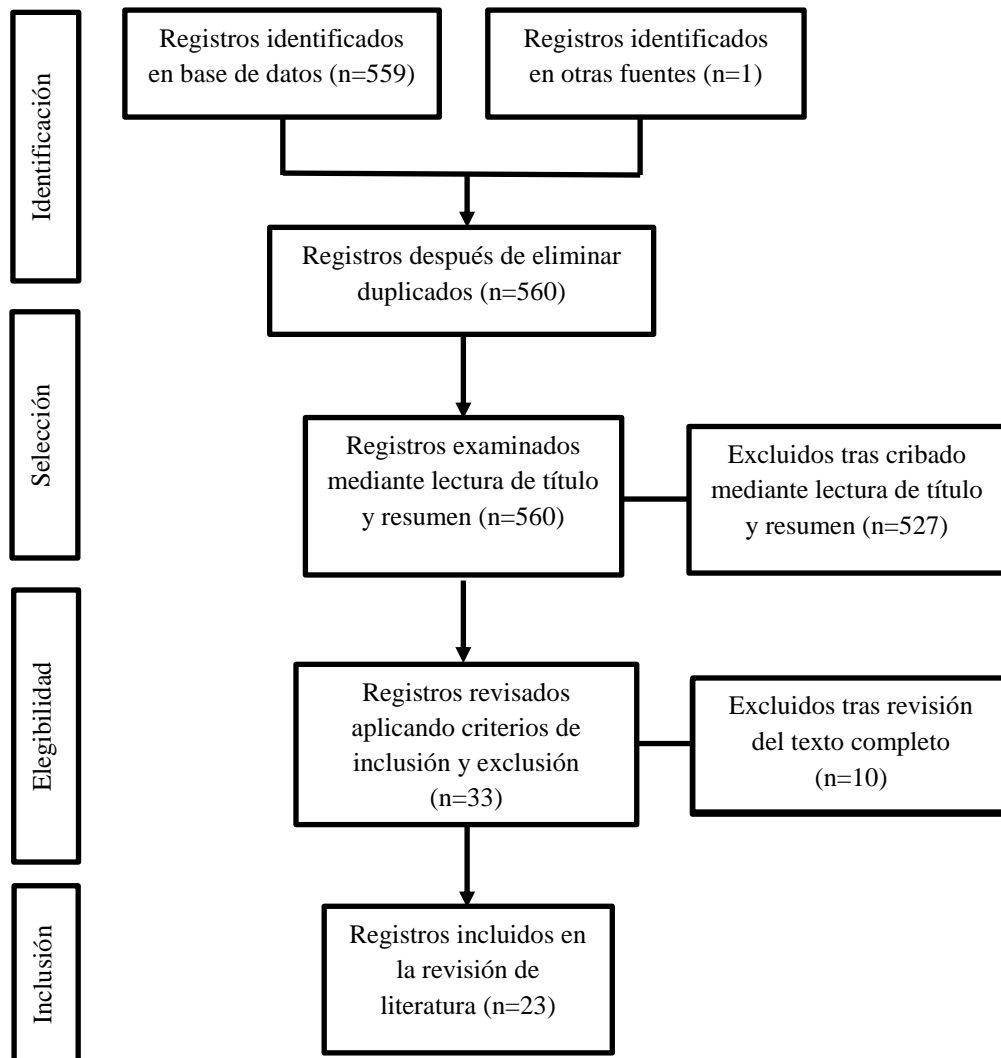 Identificación
Registros identificados
en base de datos (n=559)
Registros identificados
en otras fuentes (n=1)
Registros después de eliminar
duplicados (n=560)
Selección
Registros examinados
mediante lectura de título
y resumen (n=560)
Excluidos tras cribado
mediante lectura de título
y resumen (n=527)
Elegibilidad
Registros revisados
aplicando criterios de
inclusión y exclusión
(n=33)
Excluidos tras revisión
del texto completo
(n=10)
Inclusión
Registros incluidos en
la revisión de
literatura (n=23)